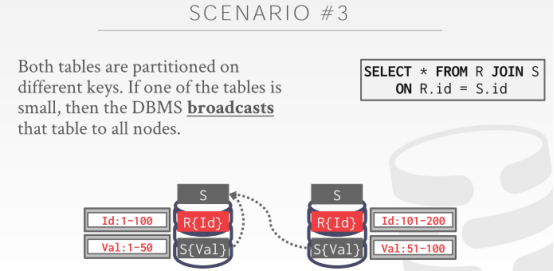 SCENARIO #3
Both tables are partitioned on
different keys. If one of the tables is
small, then the DBMS broadcasts
that table to all nodes.
SELECT * FROM R JOIN S
ON R.id = S.id
S
Id:1-100
R{Id}
Val:1-50
S{Val}
S
R{Id}
Id:101-200
S{Val}
Val:51-100